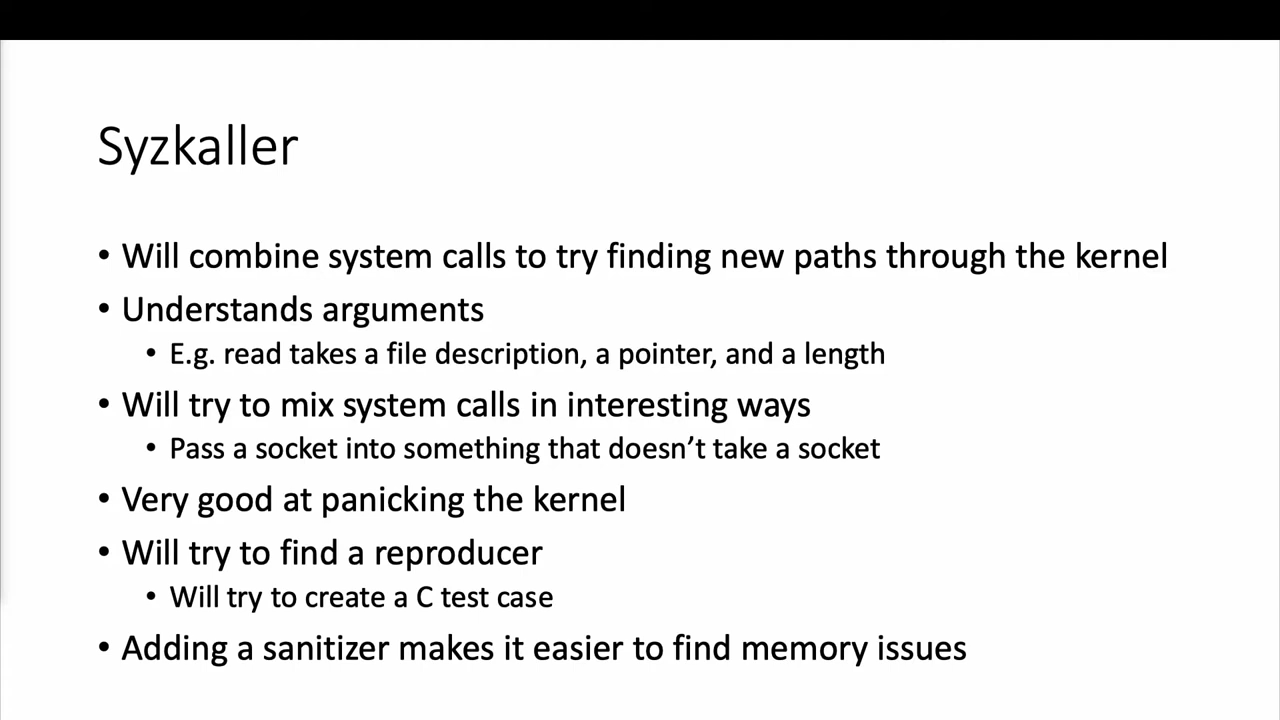 Syzkaller
• Will combine system calls to try finding new paths through the kernel
• Understands arguments
• E.g. read takes a file description, a pointer, and a length
• Will try to mix system calls in interesting ways
• Pass a socket into something that doesn’t take a socket
• Very good at panicking the kernel
• Will try to find a reproducer
• Will try to create a C test case
• Adding a sanitizer makes it easier to find memory issues